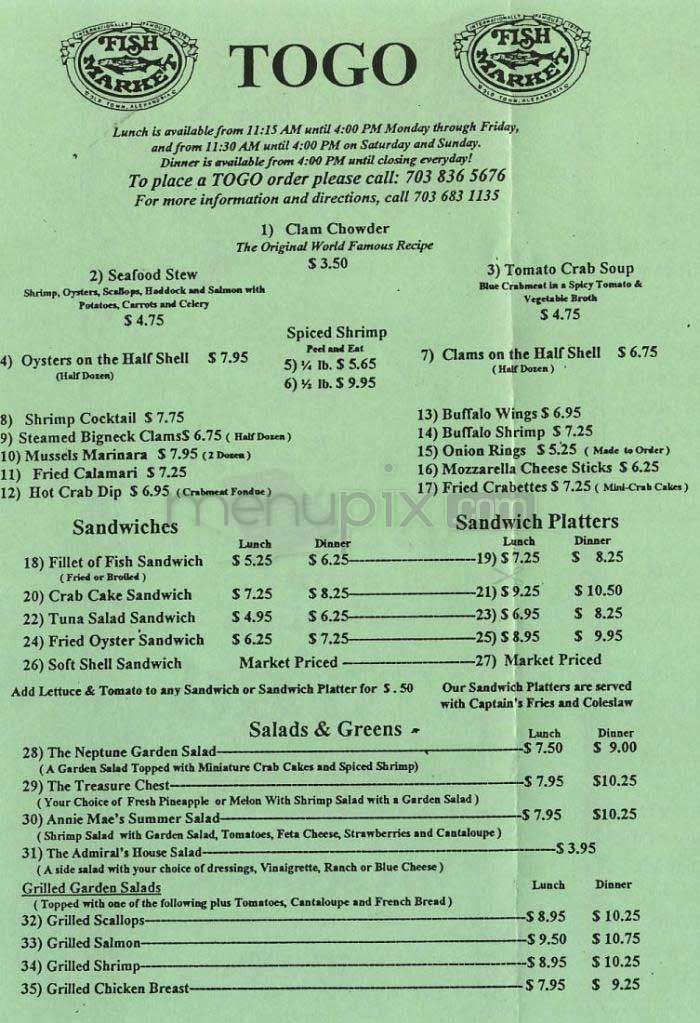 INTERNATIONALLY FAMOUS
FISH MARKET
OLD TOWN, ALEXANDRIA
TOGO
INTERNATIONALLY FAMOUS
FISH MARKET
OLD TOWN, ALEXANDRIA
Lunch is available from 11:15 AM until 4:00 PM Monday through Friday,
and from 11:30 AM until 4:00 PM on Saturday and Sunday.
Dinner is available from 4:00 PM until closing everyday!
To place a TOGO order please call: 703 836 5676
For more information and directions, call 703 683 1135
1) Clam Chowder
The Original World Famous Recipe
$ 3.50
2) Seafood Stew
Shrimp, Oysters, Scallops, Haddock and Salmon with
Potatoes, Carrots and Celery
$ 4.75
3) Tomato Crab Soup
Blue Crabmeat in a Spicy Tomato &
Vegetable Broth
$ 4.75
Spiced Shrimp
Peel and Eat
5) ¼ lb. $ 5.65
6) ½ lb. $ 9.95
4) Oysters on the Half Shell $ 7.95
(Half Dozen)
7) Clams on the Half Shell $ 6.75
( Half Dozen )
8) Shrimp Cocktail $ 7.75
9) Steamed Bigneck Clams$ 6.75 ( Half Dozen )
10) Mussels Marinara $ 7.95 (2 Dozen )
11) Fried Calamari $ 7.25
12) Hot Crab Dip $ 6.95 (Crabmeat Fondue )
13) Buffalo Wings $ 6.95
14) Buffalo Shrimp $ 7.25
15) Onion Rings $ 5.25 ( Made to Order)
16) Mozzarella Cheese Sticks $ 6.25
17) Fried Crabettes $ 7.25 ( Mini-Crab Cakes )
menupix.com
Sandwiches Sandwich Platters
Lunch Dinner Lunch Dinner
18) Fillet of Fish Sandwich $ 5.25 $ 6.25 19) $ 7.25 $ 8.25
( Fried or Broiled )
20) Crab Cake Sandwich $ 7.25 $ 8.25 21) $ 9.25 $ 10.50
22) Tuna Salad Sandwich $ 4.95 $ 6.25 23) $ 6.95 $ 8.25
24) Fried Oyster Sandwich $ 6.25 $ 7.25 25) $ 8.95 $ 9.95
26) Soft Shell Sandwich Market Priced 27) Market Priced
Add Lettuce & Tomato to any Sandwich or Sandwich Platter for $ .50
Our Sandwich Platters are served
with Captain's Fries and Coleslaw
Salads & Greens
Lunch Dinner
28) The Neptune Garden Salad $ 7.50 $ 9.00
( A Garden Salad Topped with Miniature Crab Cakes and Spiced Shrimp)
29) The Treasure Chest $ 7.95 $10.25
( Your Choice of Fresh Pineapple or Melon With Shrimp Salad with a Garden Salad )
30) Annie Mae's Summer Salad $ 7.95 $10.25
( Shrimp Salad with Garden Salad, Tomatoes, Feta Cheese, Strawberries and Cantaloupe )
31) The Admiral's House Salad $ 3.95
( A side salad with your choice of dressings, Vinaigrette, Ranch or Blue Cheese )
Grilled Garden Salads Lunch Dinner
( Topped with one of the following plus Tomatoes, Cantaloupe and French Bread )
32) Grilled Scallops $ 8.95 $ 10.25
33) Grilled Salmon $ 9.50 $ 10.75
34) Grilled Shrimp $ 8.95 $ 10.25
35) Grilled Chicken Breast $ 7.95 $ 9.25